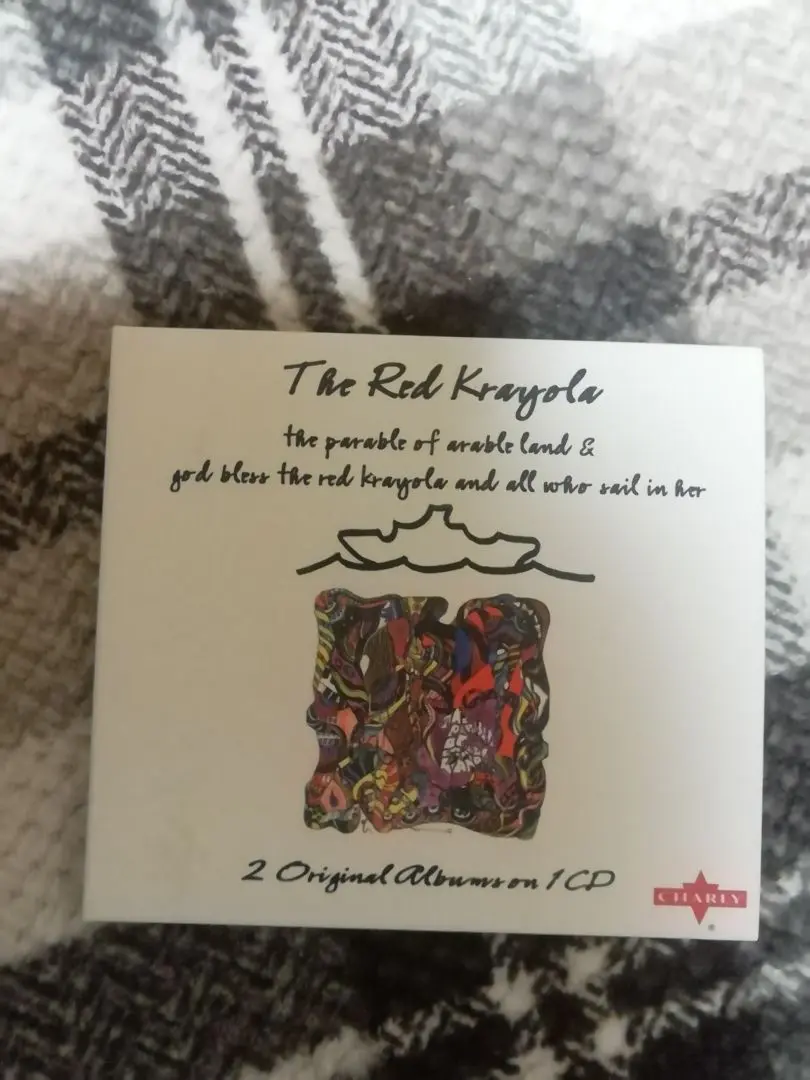 The Red Krayola
the parable of arable land &
god bless the red krayola and all who sail in her
2 Original Albums on 1 CD
CHARLY